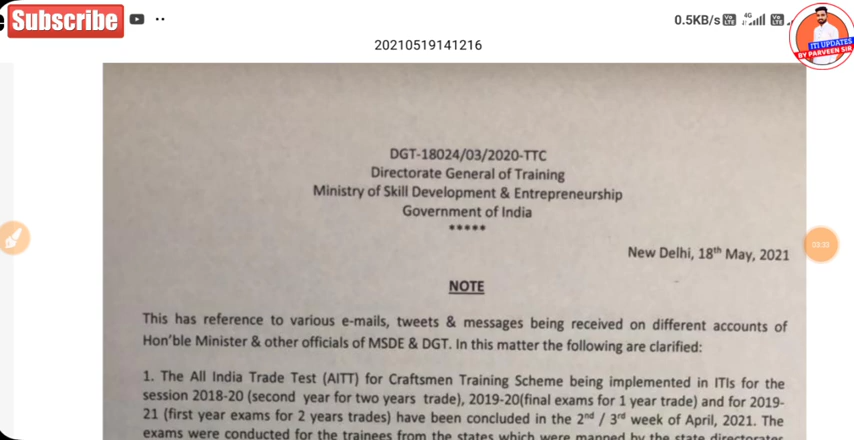 Subscribe
0.5KB/s 4G
20210519141216
ITI UPDATES
BY PARVEEN SIR
DGT-18024/03/2020-TTC
Directorate General of Training
Ministry of Skill Development & Entrepreneurship
Government of India
*****
New Delhi, 18th May, 2021
NOTE
03:33
This has reference to various e-mails, tweets & messages being received on different accounts of
Hon'ble Minister & other officials of MSDE & DGT. In this matter the following are clarified:
1. The All India Trade Test (AITT) for Craftsmen Training Scheme being implemented in ITIs for the
session 2018-20 (second year for two years trade), 2019-20(final exams for 1 year trade) and for 2019-
21 (first year exams for 2 years trades) have been concluded in the 2nd / 3rd week of April, 2021. The
exams were conducted for the trainees from the states which were mapped by the state directorates